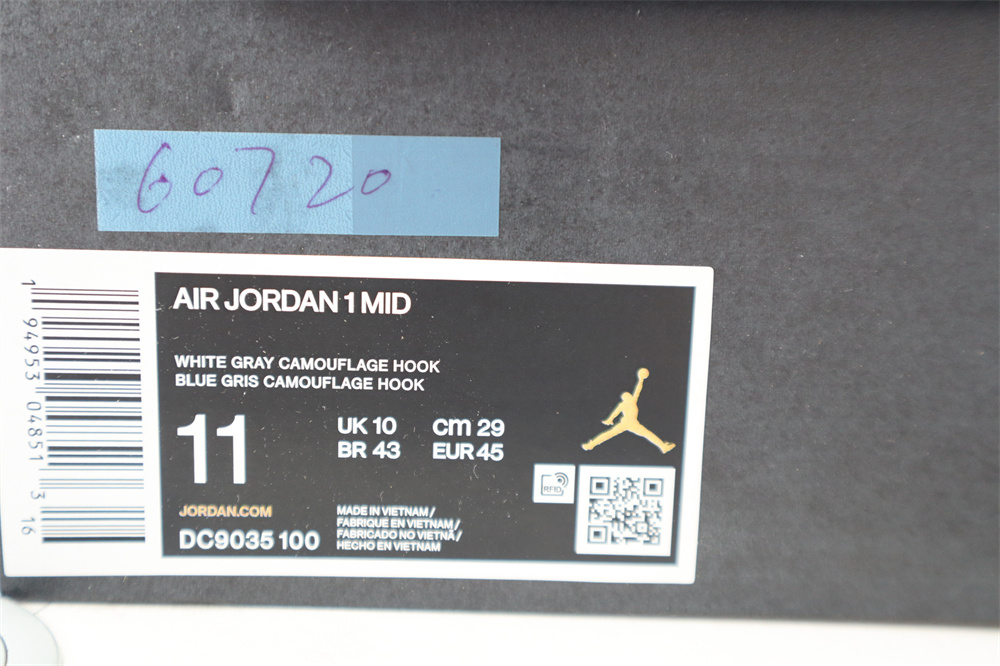 60720
AIR JORDAN 1 MID
WHITE GRAY CAMOUFLAGE HOOK
BLUE GRIS CAMOUFLAGE HOOK
11
UK 10 cm 29
BR 43 EUR 45
JORDAN.COM
DC9035 100
MADE IN VIETNAM/
FABRIQUE EN VIETNAM/
FABRICADO NO VIETNÃ/
HECHO EN VIETNAM
RFID
1 94953 04851 3 16